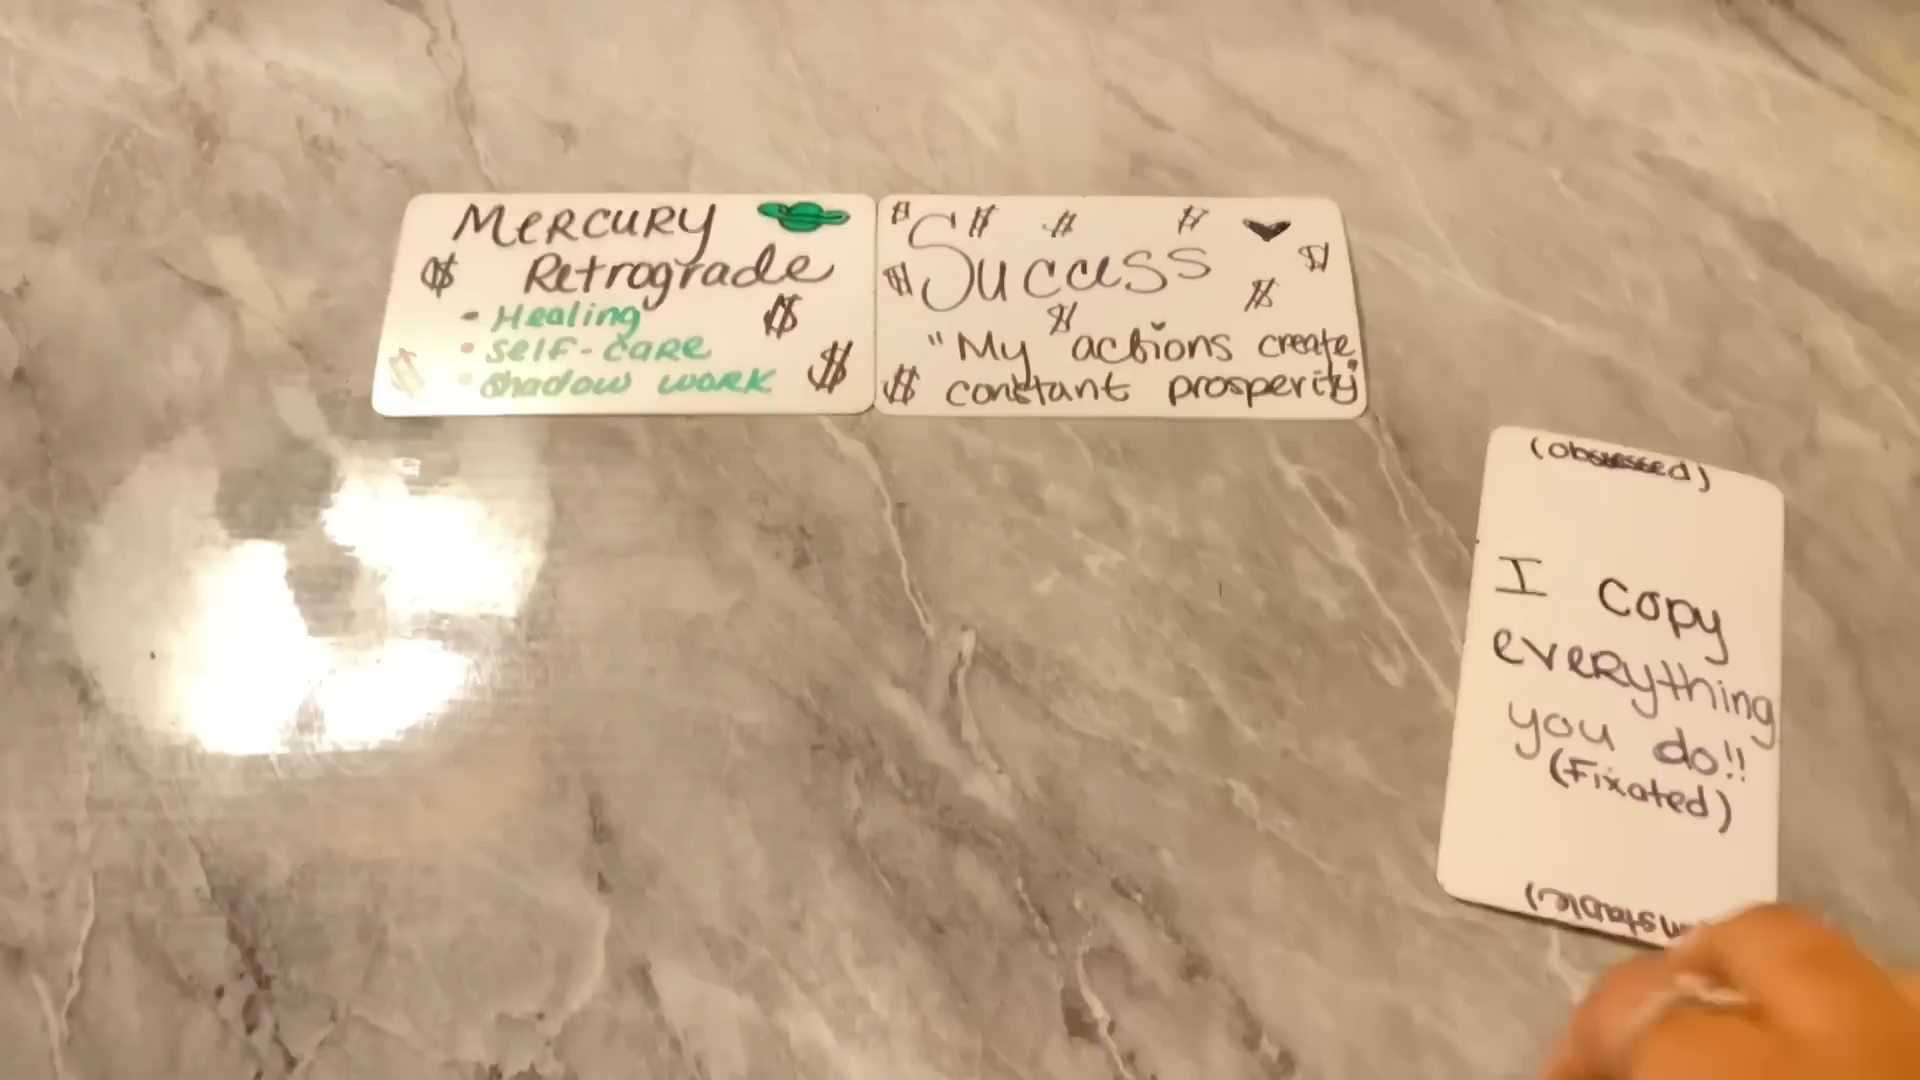 MERCURY
Retrograde
- Healing
- self-care
- shadow work
$ Success
"My actions create
constant prosperity
(obsessed)
I copy
everything
you do!!
(Fixated)